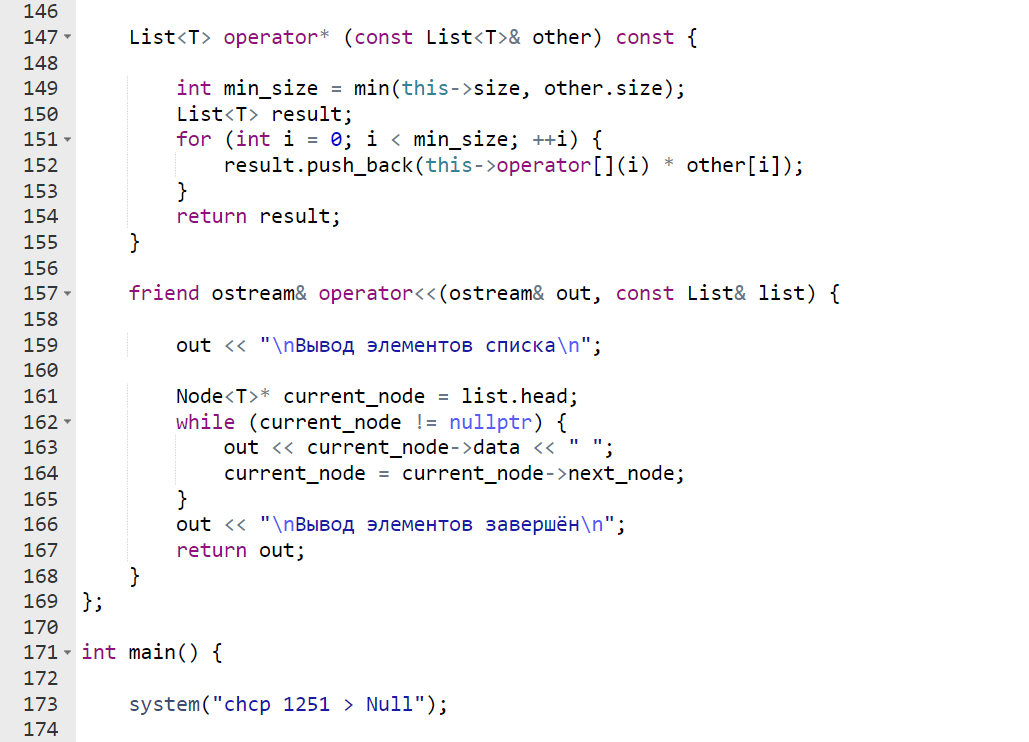 146
147    List<T> operator* (const List<T>& other) const {
148
149        int min_size = min(this->size, other.size);
150        List<T> result;
151        for (int i = 0; i < min_size; ++i) {
152            result.push_back(this->operator[](i) * other[i]);
153        }
154        return result;
155    }
156
157    friend ostream& operator<<(ostream& out, const List& list) {
158
159        out << "\nВывод элементов списка\n";
160
161        Node<T>* current_node = list.head;
162        while (current_node != nullptr) {
163            out << current_node->data << " ";
164            current_node = current_node->next_node;
165        }
166        out << "\nВывод элементов завершён\n";
167        return out;
168    }
169 };
170
171 int main() {
172
173    system("chcp 1251 > Null");
174